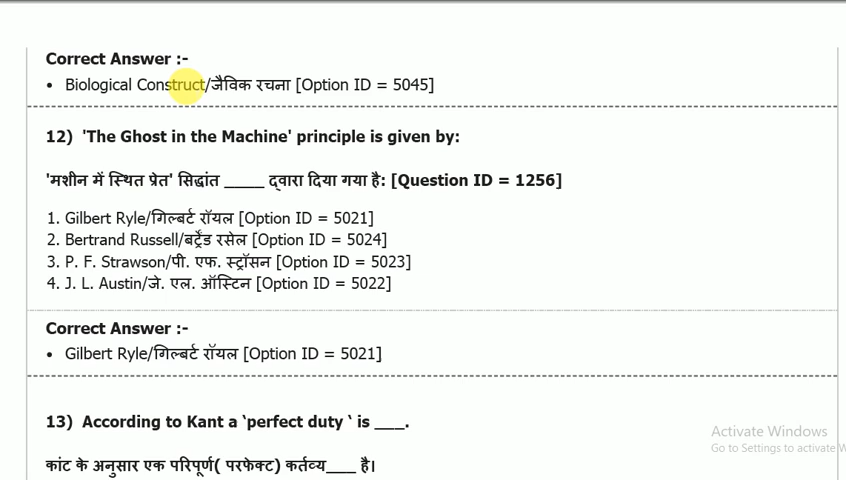 Correct Answer :-
• Biological Construct/जैविक रचना [Option ID = 5045]
12) 'The Ghost in the Machine' principle is given by:
'मशीन में स्थित प्रेत' सिद्धांत ____ द्वारा दिया गया है: [Question ID = 1256]
1. Gilbert Ryle/गिल्बर्ट रॉयल [Option ID = 5021]
2. Bertrand Russell/बर्ट्रेंड रसेल [Option ID = 5024]
3. P. F. Strawson/पी. एफ. स्ट्रॉसन [Option ID = 5023]
4. J. L. Austin/जे. एल. ऑस्टिन [Option ID = 5022]
Correct Answer :-
• Gilbert Ryle/गिल्बर्ट रॉयल [Option ID = 5021]
13) According to Kant a ‘perfect duty ‘ is ___.
कांट के अनुसार एक परिपूर्ण( परफेक्ट) कर्तव्य___ है।
Activate Windows
Go to Settings to activate W